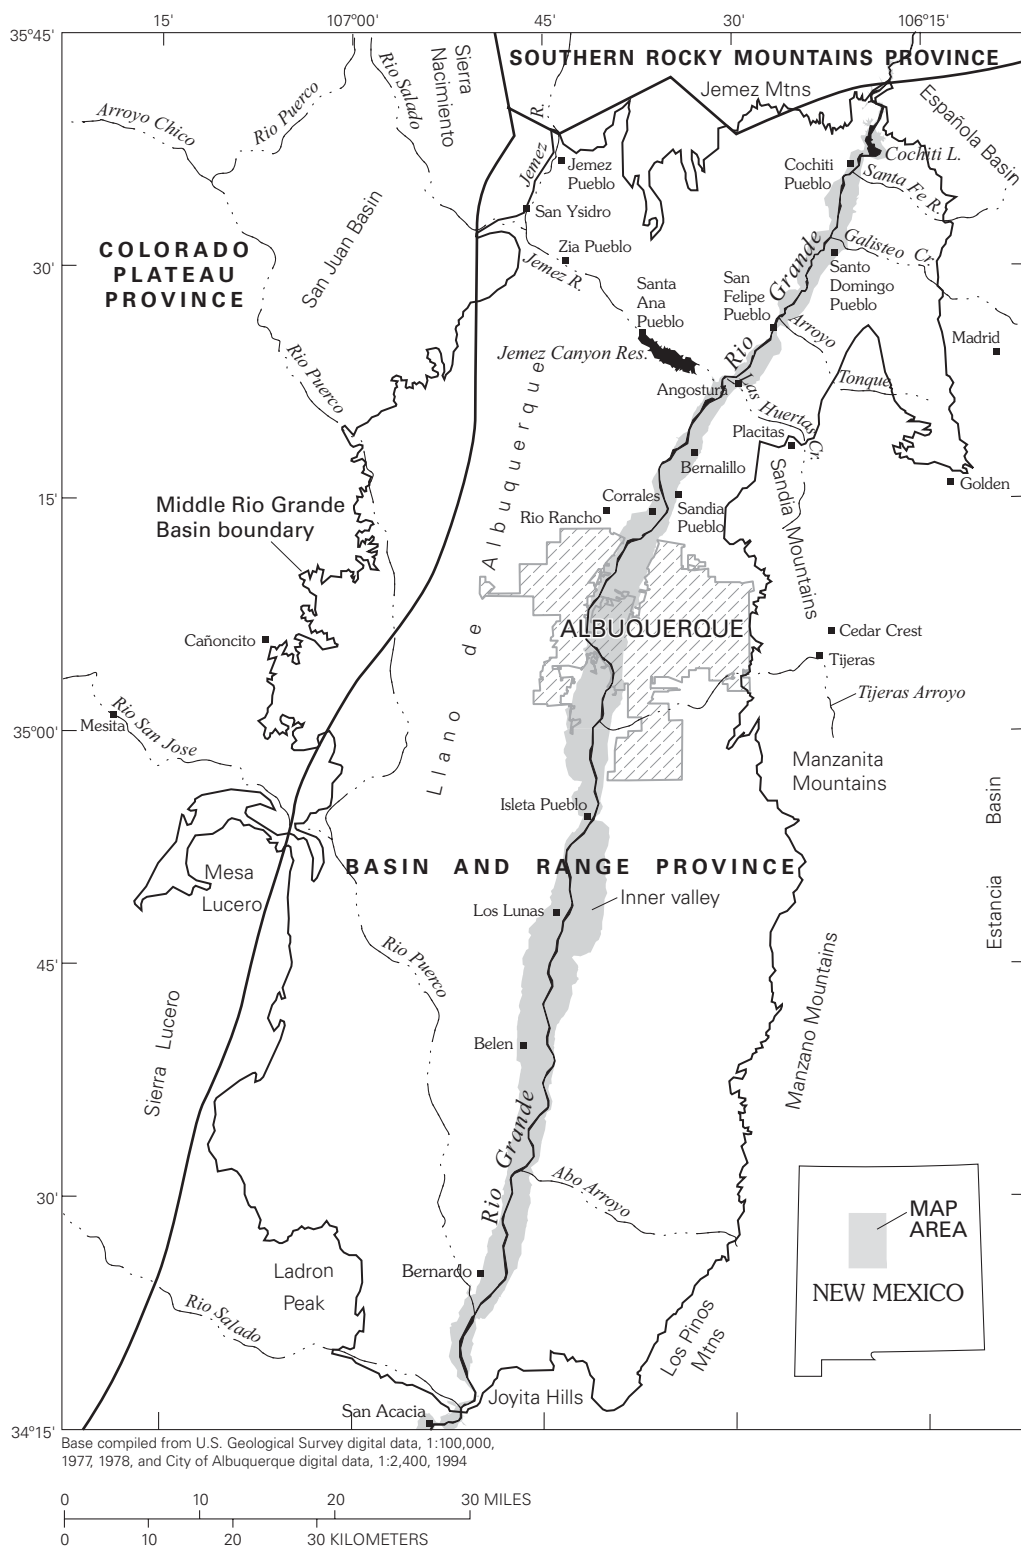 15'
107°00'
45'
30'
106°15'
35°45'
SOUTHERN ROCKY MOUNTAINS PROVINCE
Sierra
Nacimiento
Rio Salado
Jemez Mtns
Arroyo Chico
Rio Puerco
Jemez R.
Española Basin
Cochiti L.
Jemez
Pueblo
Cochiti
Pueblo
Santa Fe R.
San Ysidro
San Juan Basin
COLORADO
PLATEAU
PROVINCE
30'
Zia Pueblo
Jemez R.
Galisteo Cr.
Santo
Domingo
Pueblo
Santa
Ana
Pueblo
San
Felipe
Pueblo
Rio Grande
Arroyo
Tonque
Madrid
Rio Puerco
Jemez Canyon Res.
Angostura
Las Huertas Cr.
Placitas
Bernalillo
Golden
15'
Middle Rio Grande
Basin boundary
Llano de Albuquerque
Corrales
Rio Rancho
Sandia
Pueblo
Sandia Mountains
ALBUQUERQUE
Cañoncito
Cedar Crest
Tijeras
Tijeras Arroyo
Mesita
Rio San Jose
35°00'
Manzanita
Mountains
Isleta Pueblo
Estancia Basin
BASIN AND RANGE PROVINCE
Mesa
Lucero
Inner valley
Los Lunas
Rio Puerco
45'
Sierra Lucero
Manzano Mountains
Belen
Rio Grande
30'
Abo Arroyo
MAP
AREA
NEW MEXICO
Bernardo
Ladron
Peak
Rio Salado
Los Pinos
Mtns
Joyita Hills
San Acacia
34°15'
Base compiled from U.S. Geological Survey digital data, 1:100,000,
1977, 1978, and City of Albuquerque digital data, 1:2,400, 1994
0 10 20 30 MILES
0 10 20 30 KILOMETERS